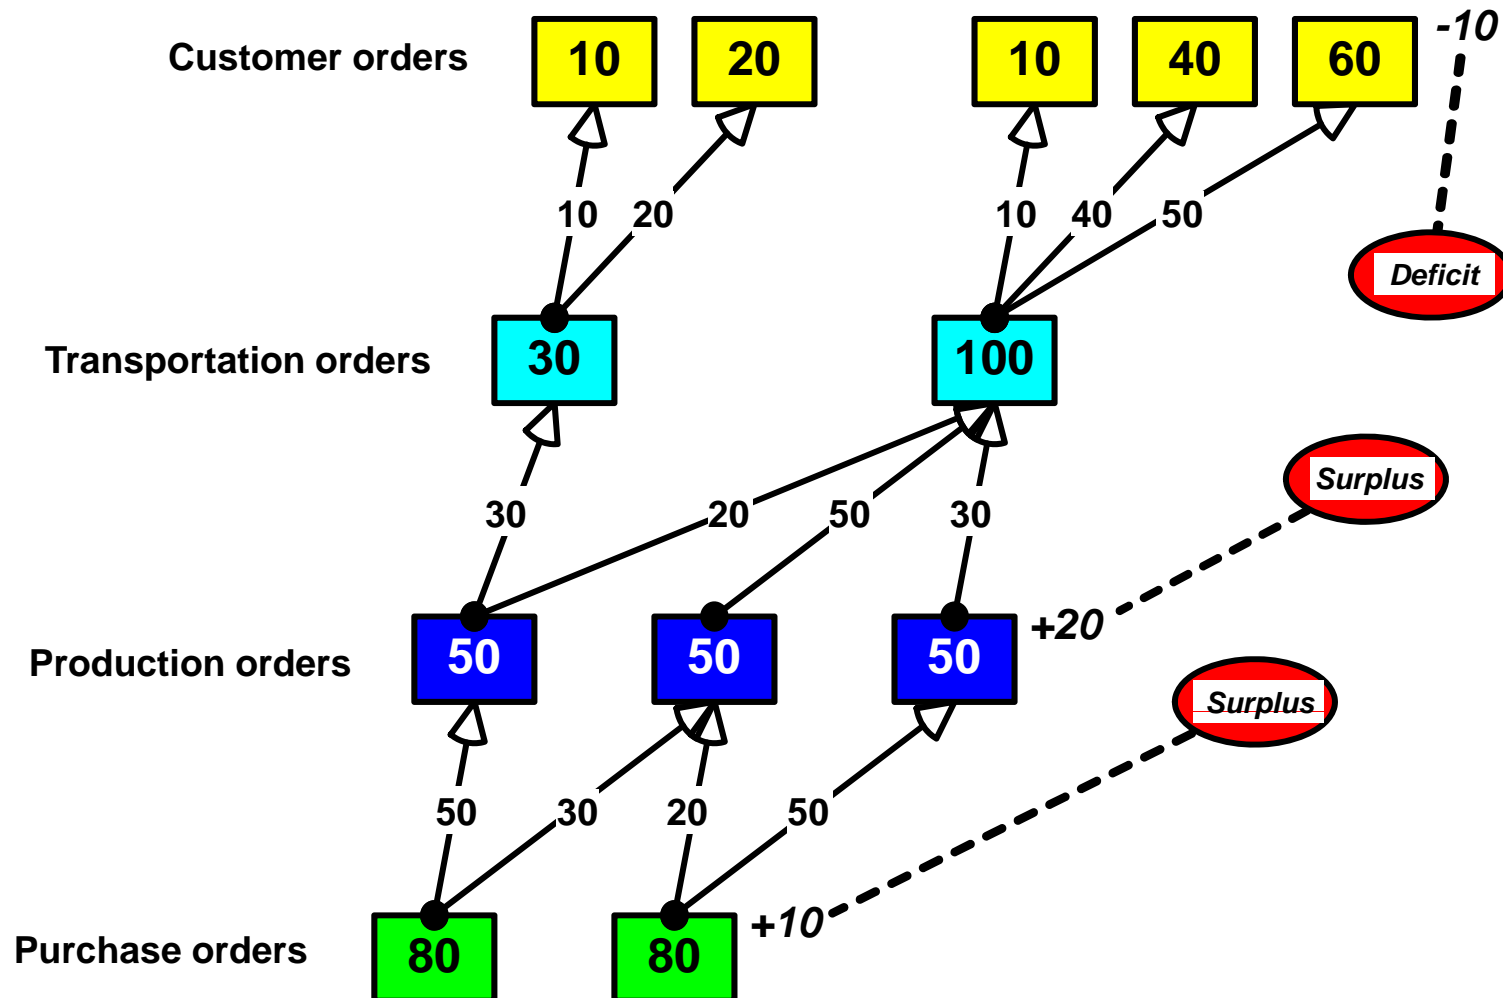 Customer orders 10 20 10 40 60 -10
10 20 10 40 50
Deficit
Transportation orders 30 100
Surplus
30 20 50 30
+20
Production orders 50 50 50
Surplus
50 30 20 50
+10
Purchase orders 80 80